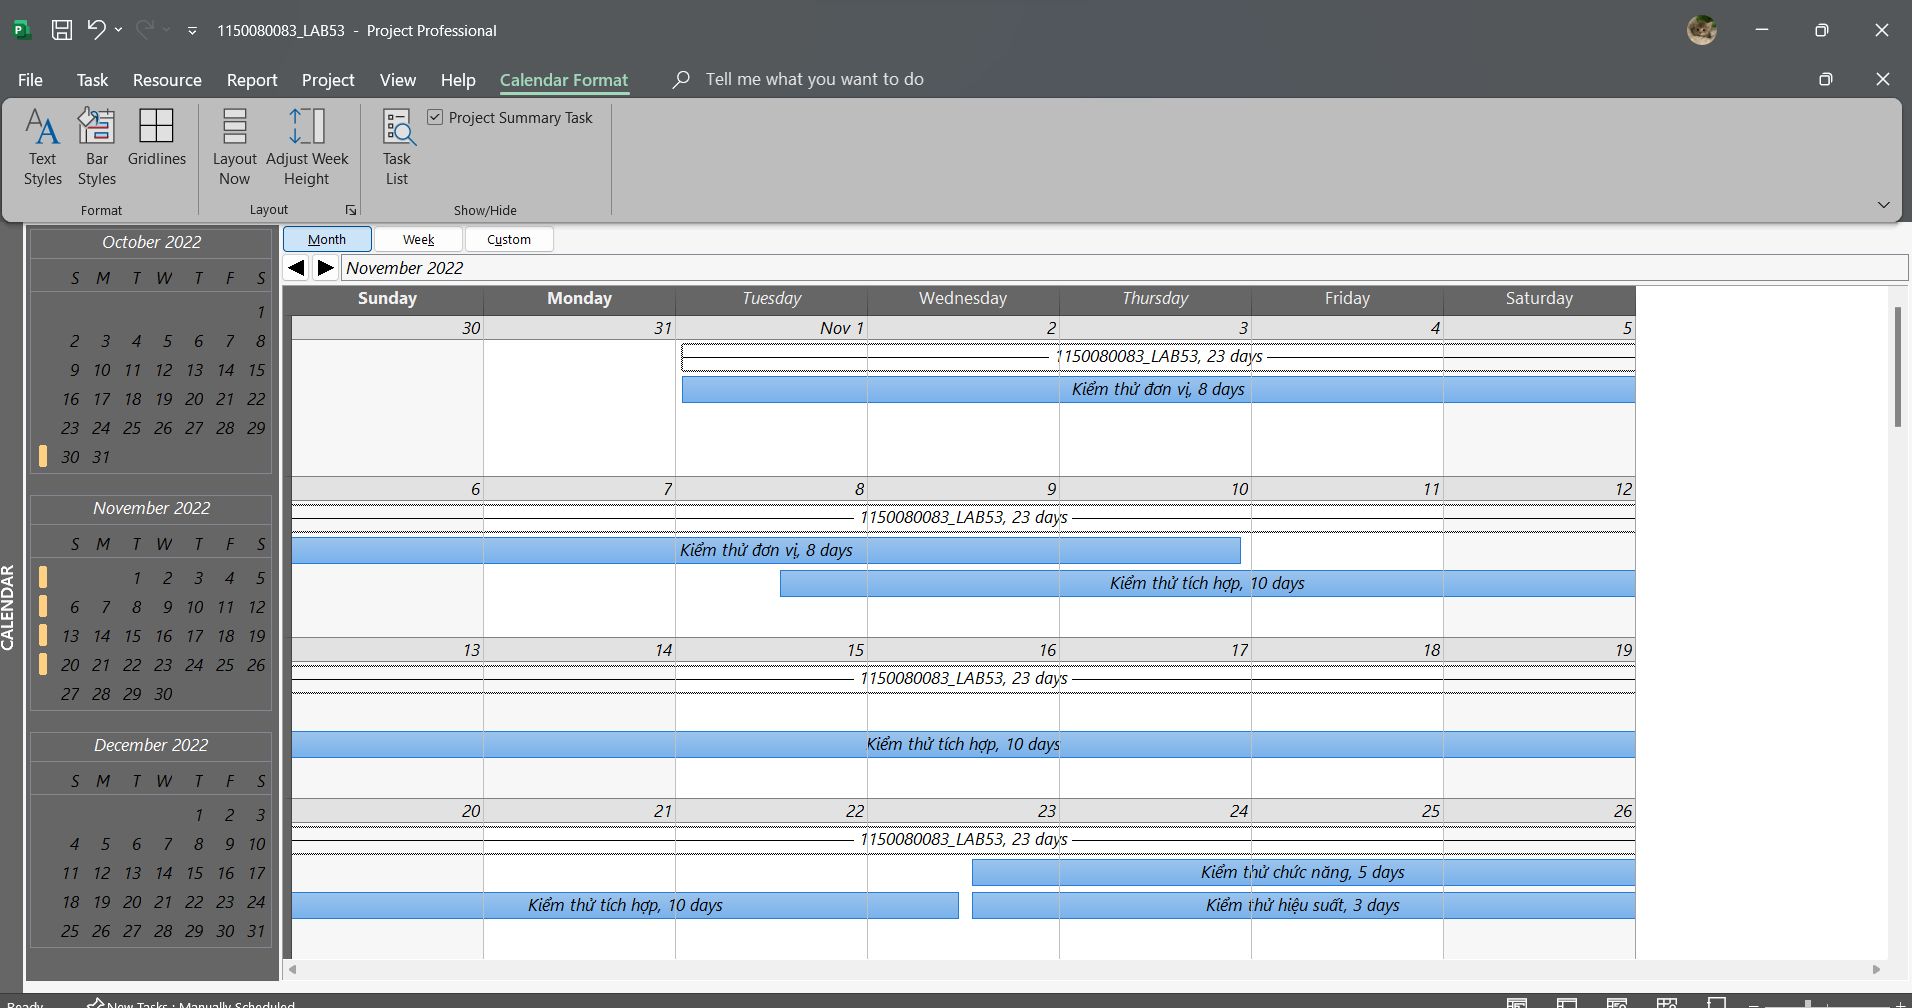 1150080083_LAB53 - Project Professional
File Task Resource Report Project View Help Calendar Format Tell me what you want to do
Text Styles
Bar Styles
Gridlines
Format
Layout Now
Adjust Week Height
Layout
Task List
Project Summary Task
Show/Hide
CALENDAR
October 2022
S M T W T F S
1
2 3 4 5 6 7 8
9 10 11 12 13 14 15
16 17 18 19 20 21 22
23 24 25 26 27 28 29
30 31
November 2022
S M T W T F S
1 2 3 4 5
6 7 8 9 10 11 12
13 14 15 16 17 18 19
20 21 22 23 24 25 26
27 28 29 30
December 2022
S M T W T F S
1 2 3
4 5 6 7 8 9 10
11 12 13 14 15 16 17
18 19 20 21 22 23 24
25 26 27 28 29 30 31
Month Week Custom
November 2022
Sunday Monday Tuesday Wednesday Thursday Friday Saturday
30 31 Nov 1 2 3 4 5
1150080083_LAB53, 23 days
Kiểm thử đơn vị, 8 days
6 7 8 9 10 11 12
1150080083_LAB53, 23 days
Kiểm thử đơn vị, 8 days
Kiểm thử tích hợp, 10 days
13 14 15 16 17 18 19
1150080083_LAB53, 23 days
Kiểm thử tích hợp, 10 days
20 21 22 23 24 25 26
1150080083_LAB53, 23 days
Kiểm thử chức năng, 5 days
Kiểm thử tích hợp, 10 days
Kiểm thử hiệu suất, 3 days
Ready New Tasks : Manually Scheduled